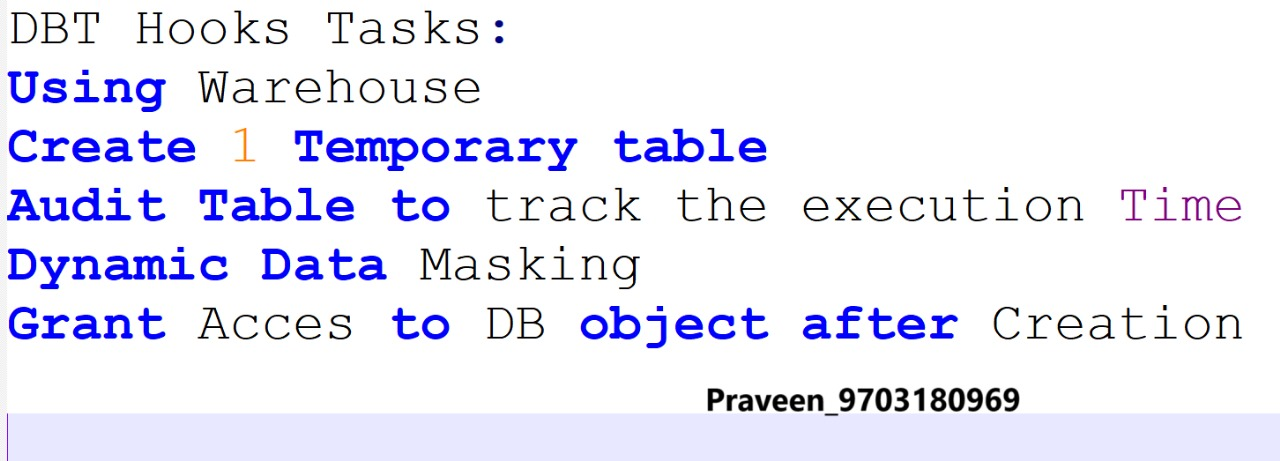 DBT Hooks Tasks:
Using Warehouse
Create 1 Temporary table
Audit Table to track the execution Time
Dynamic Data Masking
Grant Acces to DB object after Creation
Praveen_9703180969